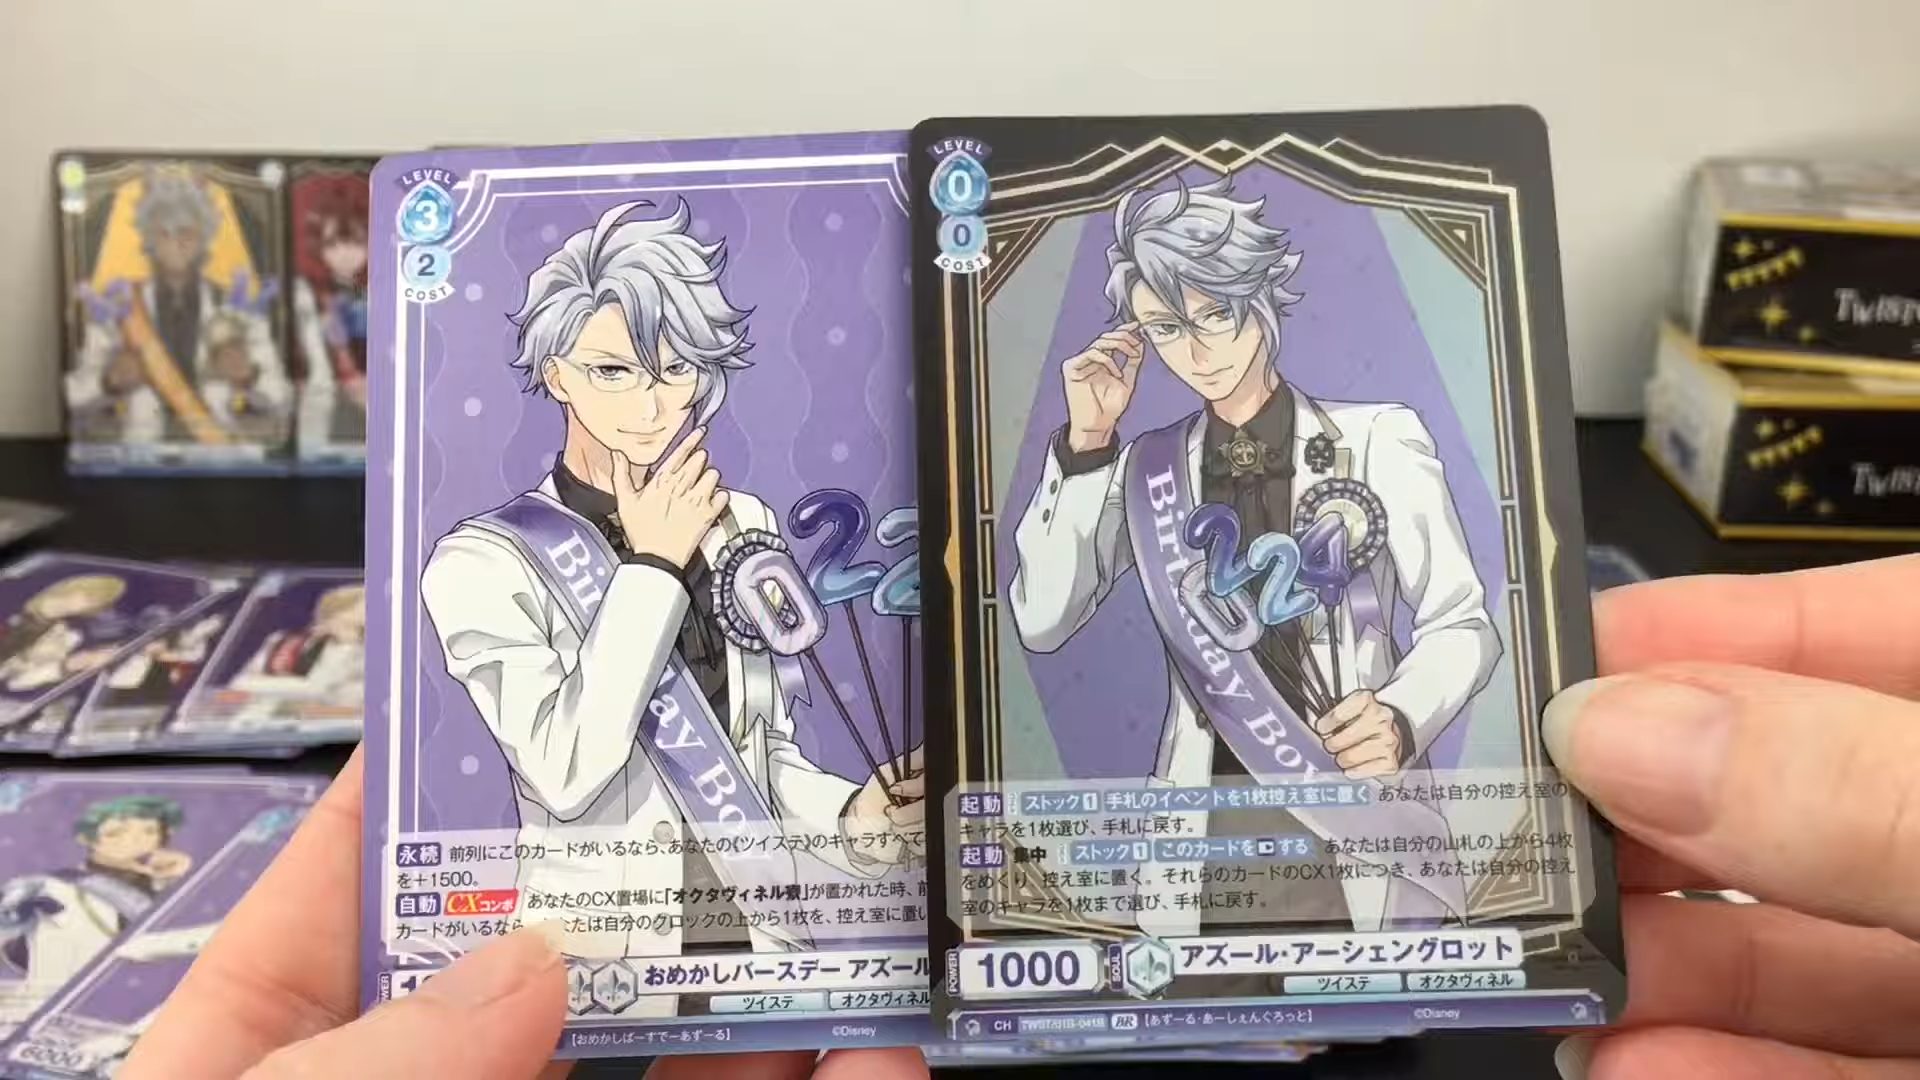 LEVEL
3
2
COST
Bi
ay Bo
0 2 2
永続 前列にこのカードがいるなら、あなたの《ツイステ》のキャラすべて
を+1500。
自動 CXコンボ あなたのCX置場に「オクタヴィネル寮」が置かれた時、前
カードがいるなら
たは自分のクロックの上から1枚を、控え室に置い
おめかしバースデー アズール
ツイステ オクタヴィネル
【おめかしばーすでーあずーる】
©Disney
LEVEL
0
0
COST
Birthday Boy
0 2 2 4
起動 ストック1 手札のイベントを1枚控え室に置く あなたは自分の控え室の
キャラを1枚選び、手札に戻す。
起動 集中 ストック1 このカードを する あなたは自分の山札の上から4枚
をめくり、控え室に置く。それらのカードのCX1枚につき、あなたは自分の控え
室のキャラを1枚まで選び、手札に戻す。
POWER 1000 SOUL アズール・アーシェングロット
ツイステ オクタヴィネル
CH BR 【あずーる・あーしぇんぐろっと】
©Disney
TWIST
TWIST
6000